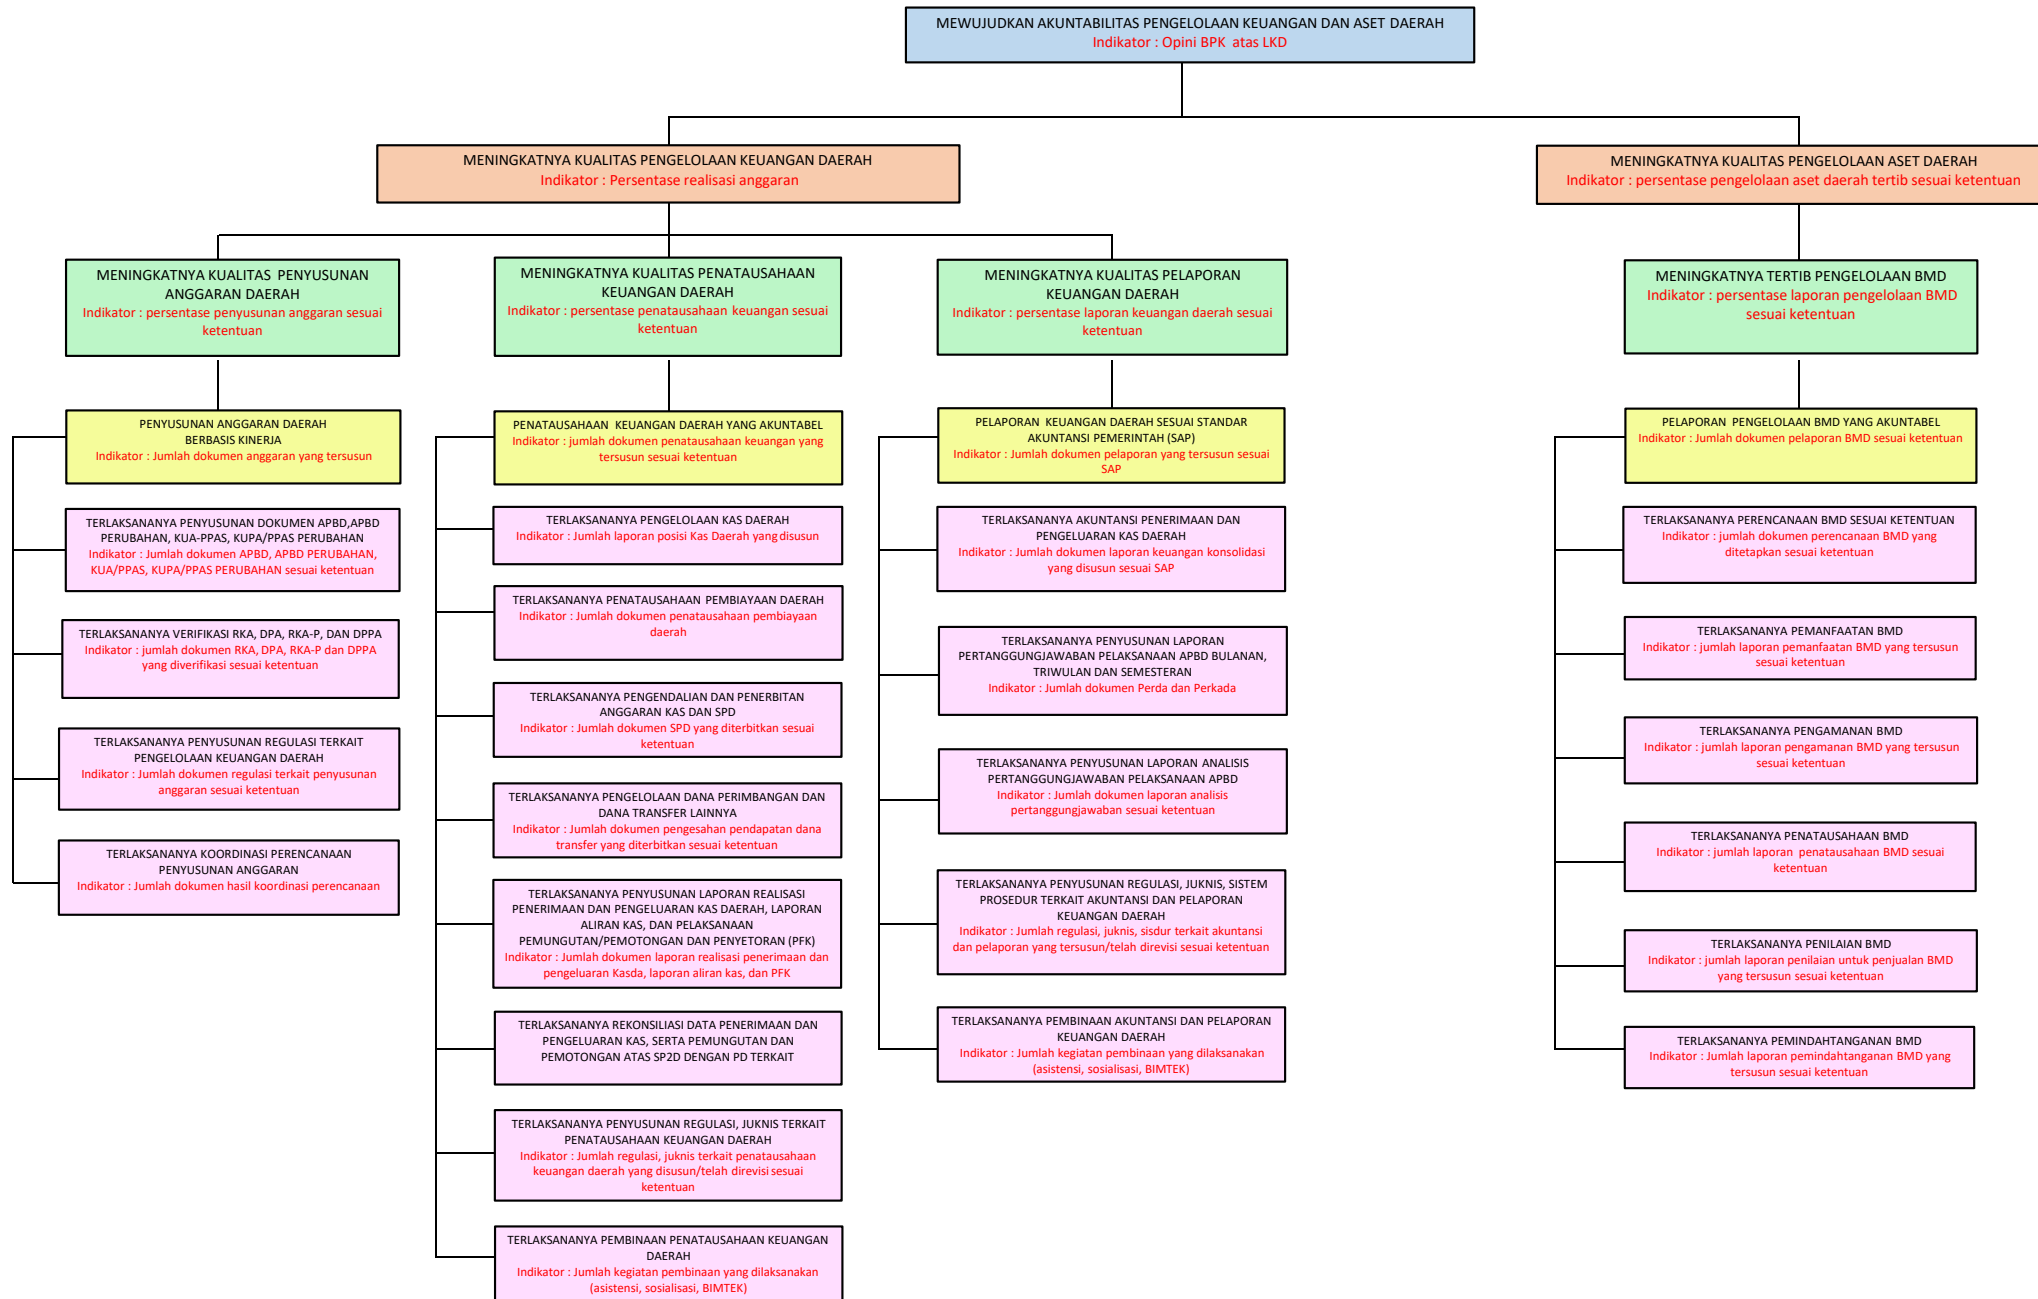 MEWUJUDKAN AKUNTABILITAS PENGELOLAAN KEUANGAN DAN ASET DAERAH
Indikator : Opini BPK atas LKD
MENINGKATNYA KUALITAS PENGELOLAAN KEUANGAN DAERAH
Indikator : Persentase realisasi anggaran
MENINGKATNYA KUALITAS PENGELOLAAN ASET DAERAH
Indikator : persentase pengelolaan aset daerah tertib sesuai ketentuan
MENINGKATNYA KUALITAS PENYUSUNAN
ANGGARAN DAERAH
Indikator : persentase penyusunan anggaran sesuai
ketentuan
MENINGKATNYA KUALITAS PENATAUSAHAAN
KEUANGAN DAERAH
Indikator : persentase penatausahaan keuangan sesuai
ketentuan
MENINGKATNYA KUALITAS PELAPORAN
KEUANGAN DAERAH
Indikator : persentase laporan keuangan daerah sesuai
ketentuan
MENINGKATNYA TERTIB PENGELOLAAN BMD
Indikator : persentase laporan pengelolaan BMD
sesuai ketentuan
PENYUSUNAN ANGGARAN DAERAH
BERBASIS KINERJA
Indikator : Jumlah dokumen anggaran yang tersusun
TERLAKSANANYA PENYUSUNAN DOKUMEN APBD,APBD
PERUBAHAN, KUA-PPAS, KUPA/PPAS PERUBAHAN
Indikator : Jumlah dokumen APBD, APBD PERUBAHAN,
KUA/PPAS, KUPA/PPAS PERUBAHAN sesuai ketentuan
TERLAKSANANYA VERIFIKASI RKA, DPA, RKA-P, DAN DPPA
Indikator : jumlah dokumen RKA, DPA, RKA-P dan DPPA
yang diverifikasi sesuai ketentuan
TERLAKSANANYA PENYUSUNAN REGULASI TERKAIT
PENGELOLAAN KEUANGAN DAERAH
Indikator : Jumlah dokumen regulasi terkait penyusunan
anggaran sesuai ketentuan
TERLAKSANANYA KOORDINASI PERENCANAAN
PENYUSUNAN ANGGARAN
Indikator : Jumlah dokumen hasil koordinasi perencanaan
PENATAUSAHAAN KEUANGAN DAERAH YANG AKUNTABEL
Indikator : jumlah dokumen penatausahaan keuangan yang
tersusun sesuai ketentuan
TERLAKSANANYA PENGELOLAAN KAS DAERAH
Indikator : Jumlah laporan posisi Kas Daerah yang disusun
TERLAKSANANYA PENATAUSAHAAN PEMBIAYAAN DAERAH
Indikator : Jumlah dokumen penatausahaan pembiayaan
daerah
TERLAKSANANYA PENGENDALIAN DAN PENERBITAN
ANGGARAN KAS DAN SPD
Indikator : Jumlah dokumen SPD yang diterbitkan sesuai
ketentuan
TERLAKSANANYA PENGELOLAAN DANA PERIMBANGAN DAN
DANA TRANSFER LAINNYA
Indikator : Jumlah dokumen pengesahan pendapatan dana
transfer yang diterbitkan sesuai ketentuan
TERLAKSANANYA PENYUSUNAN LAPORAN REALISASI
PENERIMAAN DAN PENGELUARAN KAS DAERAH, LAPORAN
ALIRAN KAS, DAN PELAKSANAAN
PEMUNGUTAN/PEMOTONGAN DAN PENYETORAN (PFK)
Indikator : Jumlah dokumen laporan realisasi penerimaan dan
pengeluaran Kasda, laporan aliran kas, dan PFK
TERLAKSANANYA REKONSILIASI DATA PENERIMAAN DAN
PENGELUARAN KAS, SERTA PEMUNGUTAN DAN
PEMOTONGAN ATAS SP2D DENGAN PD TERKAIT
TERLAKSANANYA PENYUSUNAN REGULASI, JUKNIS TERKAIT
PENATAUSAHAAN KEUANGAN DAERAH
Indikator : Jumlah regulasi, juknis terkait penatausahaan
keuangan daerah yang disusun/telah direvisi sesuai
ketentuan
TERLAKSANANYA PEMBINAAN PENATAUSAHAAN KEUANGAN
DAERAH
Indikator : Jumlah kegiatan pembinaan yang dilaksanakan
(asistensi, sosialisasi, BIMTEK)
PELAPORAN KEUANGAN DAERAH SESUAI STANDAR
AKUNTANSI PEMERINTAH (SAP)
Indikator : Jumlah dokumen pelaporan yang tersusun sesuai
SAP
TERLAKSANANYA AKUNTANSI PENERIMAAN DAN
PENGELUARAN KAS DAERAH
Indikator : Jumlah dokumen laporan keuangan konsolidasi
yang disusun sesuai SAP
TERLAKSANANYA PENYUSUNAN LAPORAN
PERTANGGUNGJAWABAN PELAKSANAAN APBD BULANAN,
TRIWULAN DAN SEMESTERAN
Indikator : Jumlah dokumen Perda dan Perkada
TERLAKSANANYA PENYUSUNAN LAPORAN ANALISIS
PERTANGGUNGJAWABAN PELAKSANAAN APBD
Indikator : Jumlah dokumen laporan analisis
pertanggungjawaban sesuai ketentuan
TERLAKSANANYA PENYUSUNAN REGULASI, JUKNIS, SISTEM
PROSEDUR TERKAIT AKUNTANSI DAN PELAPORAN
KEUANGAN DAERAH
Indikator : Jumlah regulasi, juknis, sisdur terkait akuntansi
dan pelaporan yang tersusun/telah direvisi sesuai ketentuan
TERLAKSANANYA PEMBINAAN AKUNTANSI DAN PELAPORAN
KEUANGAN DAERAH
Indikator : Jumlah kegiatan pembinaan yang dilaksanakan
(asistensi, sosialisasi, BIMTEK)
PELAPORAN PENGELOLAAN BMD YANG AKUNTABEL
Indikator : Jumlah dokumen pelaporan BMD sesuai ketentuan
TERLAKSANANYA PERENCANAAN BMD SESUAI KETENTUAN
Indikator : jumlah dokumen perencanaan BMD yang
ditetapkan sesuai ketentuan
TERLAKSANANYA PEMANFAATAN BMD
Indikator : jumlah laporan pemanfaatan BMD yang tersusun
sesuai ketentuan
TERLAKSANANYA PENGAMANAN BMD
Indikator : jumlah laporan pengamanan BMD yang tersusun
sesuai ketentuan
TERLAKSANANYA PENATAUSAHAAN BMD
Indikator : jumlah laporan penatausahaan BMD sesuai
ketentuan
TERLAKSANANYA PENILAIAN BMD
Indikator : jumlah laporan penilaian untuk penjualan BMD
yang tersusun sesuai ketentuan
TERLAKSANANYA PEMINDAHTANGANAN BMD
Indikator : Jumlah laporan pemindahtanganan BMD yang
tersusun sesuai ketentuan